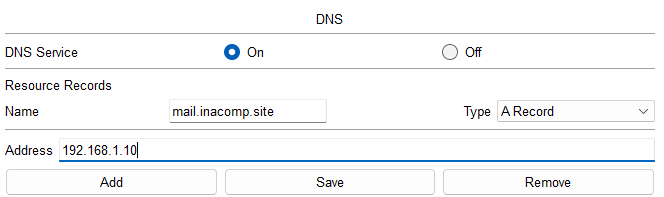 DNS
DNS Service On Off
Resource Records
Name mail.inacomp.site Type A Record
Address 192.168.1.10
Add Save Remove